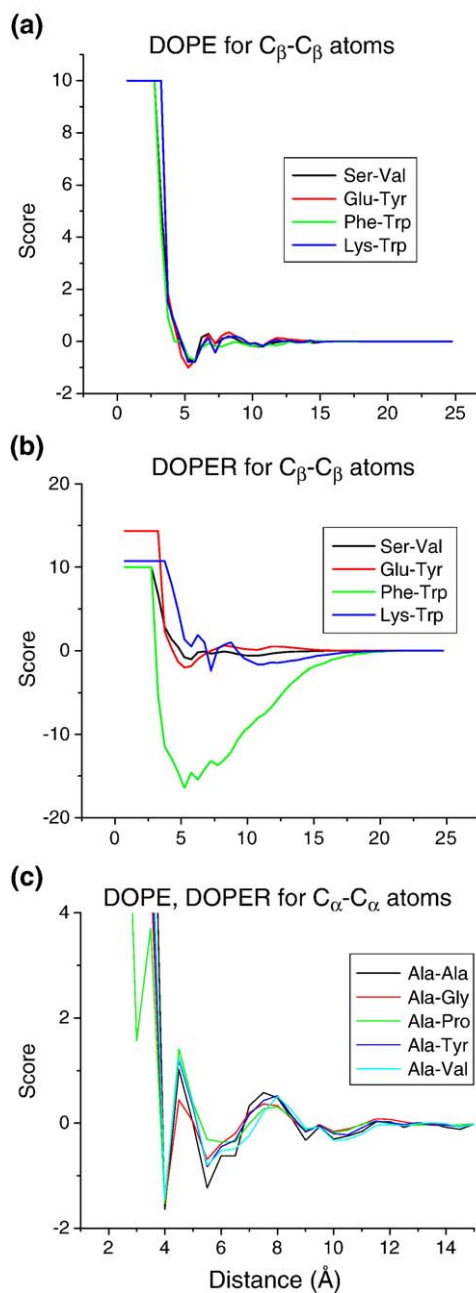 (a)
DOPE for Cβ-Cβ atoms
10
8
6
4
2
0
-2
Score
Ser-Val
Glu-Tyr
Phe-Trp
Lys-Trp
0 5 10 15 20 25
(b)
DOPER for Cβ-Cβ atoms
20
10
0
-10
-20
Score
Ser-Val
Glu-Tyr
Phe-Trp
Lys-Trp
0 5 10 15 20 25
(c)
DOPE, DOPER for Cα-Cα atoms
4
2
0
-2
Score
Ala-Ala
Ala-Gly
Ala-Pro
Ala-Tyr
Ala-Val
2 4 6 8 10 12 14
Distance (Å)